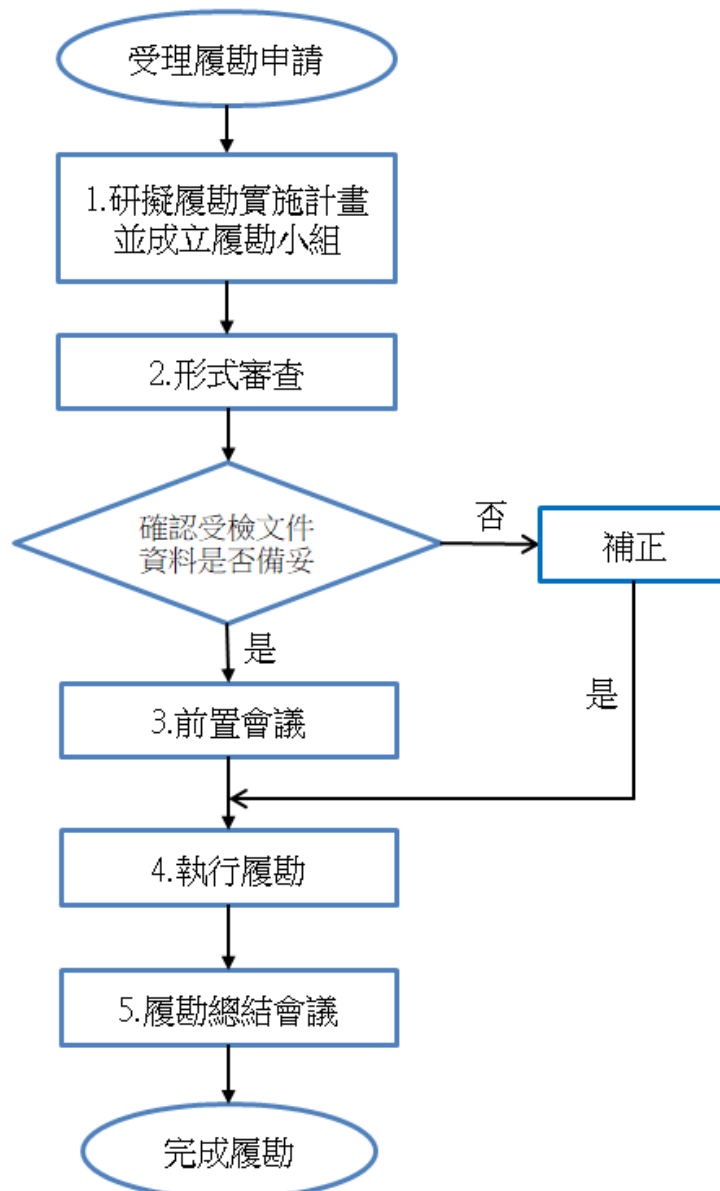 受理履勘申請
1.研擬履勘實施計畫
並成立履勘小組
2.形式審查
確認受檢文件
資料是否備妥
否
補正
是
是
3.前置會議
4.執行履勘
5.履勘總結會議
完成履勘